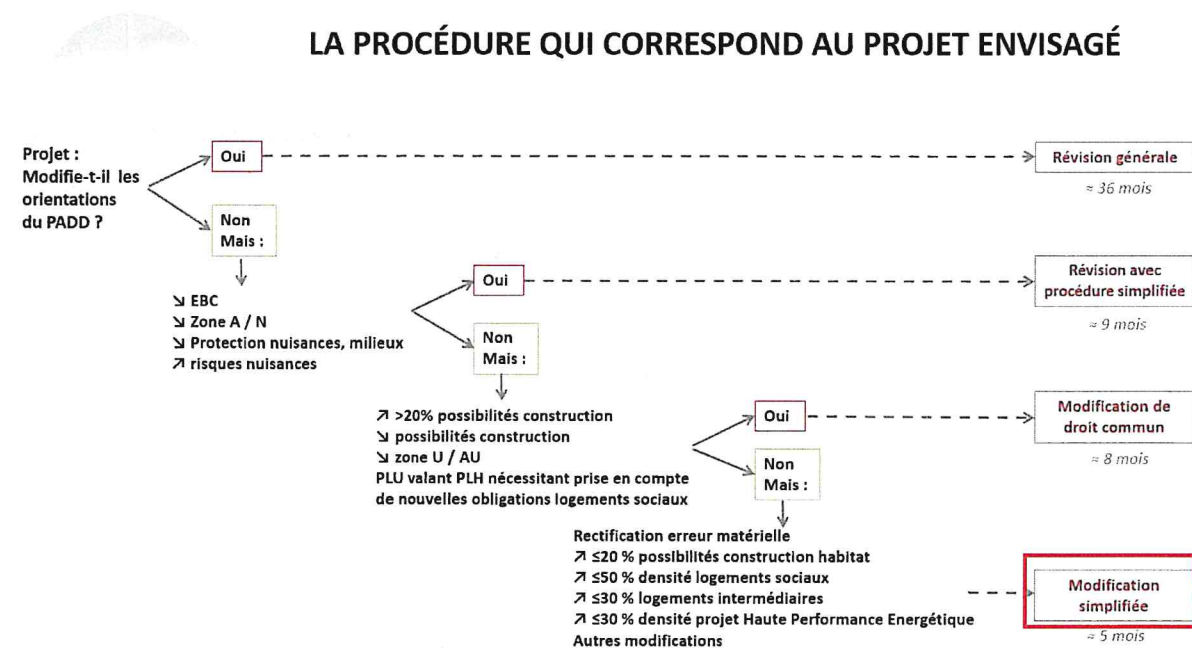 LA PROCÉDURE QUI CORRESPOND AU PROJET ENVISAGÉ
Projet :
Modifie-t-il les
orientations
du PADD ?
Oui
Révision générale
≈ 36 mois
Non
Mais :
↘ EBC
↘ Zone A / N
↘ Protection nuisances, milieux
↗ risques nuisances
Oui
Révision avec
procédure simplifiée
≈ 9 mois
Non
Mais :
↗ >20% possibilités construction
↘ possibilités construction
↘ zone U / AU
PLU valant PLH nécessitant prise en compte
de nouvelles obligations logements sociaux
Oui
Modification de
droit commun
≈ 8 mois
Non
Mais :
Rectification erreur matérielle
↗ ≤20 % possibilités construction habitat
↗ ≤50 % densité logements sociaux
↗ ≤30 % logements intermédiaires
↗ ≤30 % densité projet Haute Performance Energétique
Autres modifications
Modification
simplifiée
≈ 5 mois